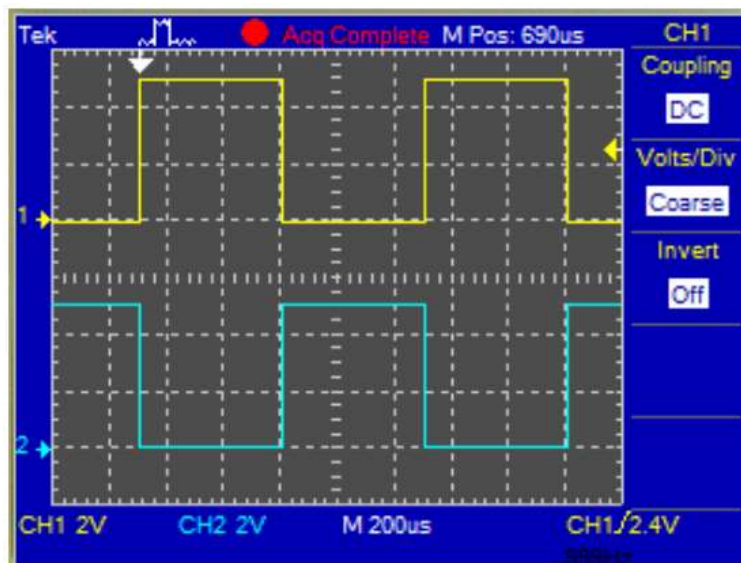 Tek Acq Complete M Pos: 690us CH1
Coupling
DC
Volts/Div
Coarse
Invert
Off
1
2
CH1 2V CH2 2V M 200us CH1 2.4V